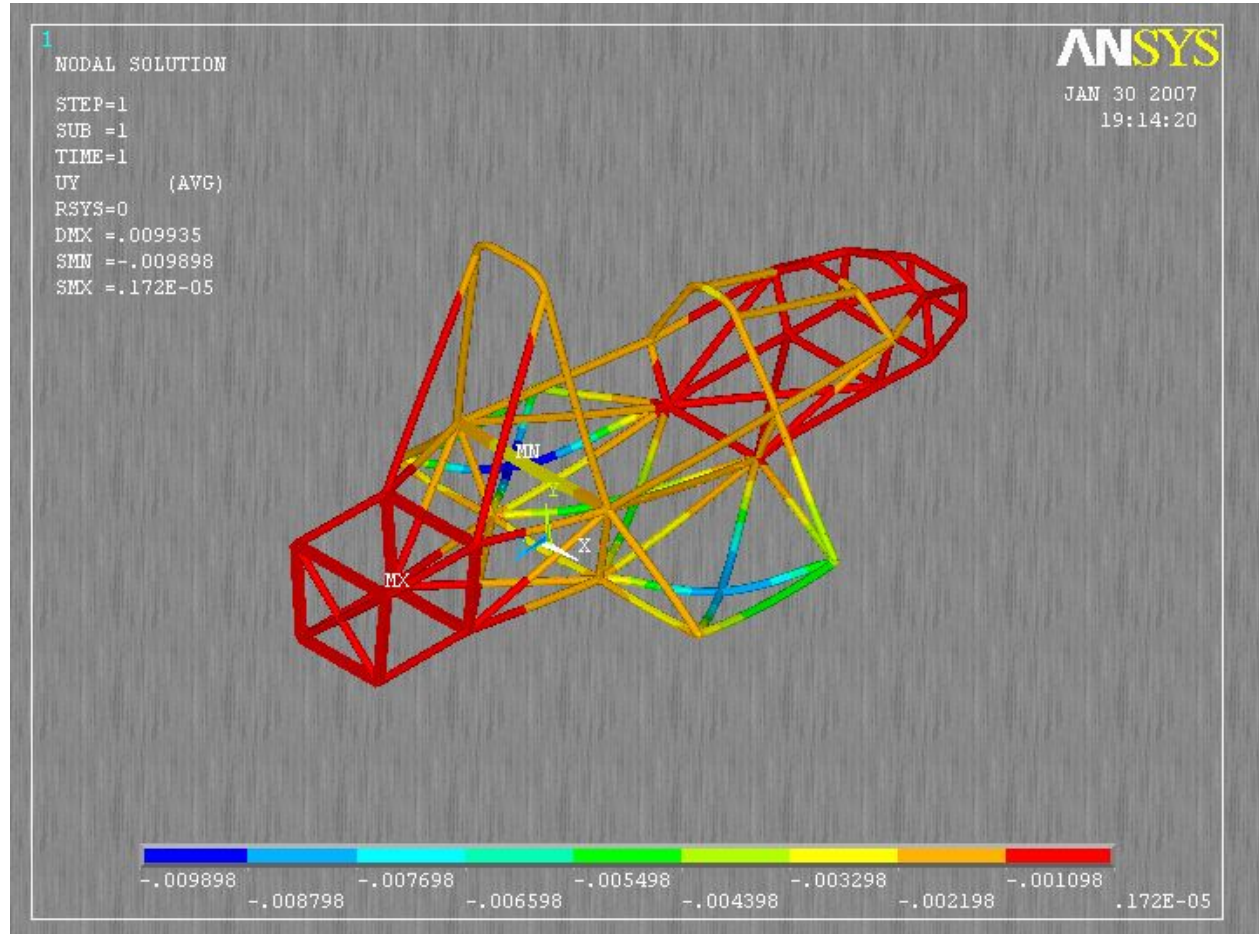 1
NODAL SOLUTION
STEP=1
SUB =1
TIME=1
UY (AVG)
RSYS=0
DMX =.009935
SMN =-.009898
SMX =.172E-05
ANSYS
JAN 30 2007
19:14:20
MN
Y
X
MX
-.009898 -.007698 -.005498 -.003298 -.001098
-.008798 -.006598 -.004398 -.002198 .172E-05